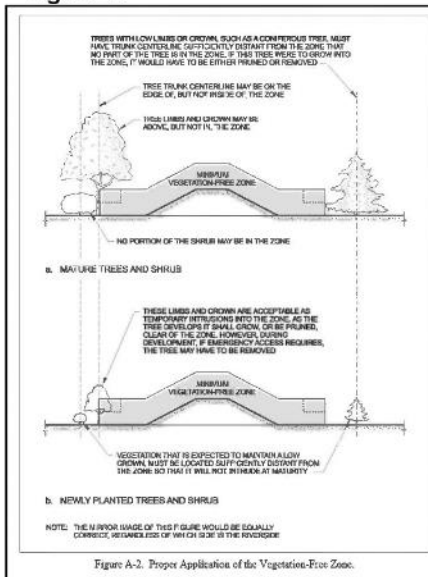 TREES WITH LOW LIMBS OR CROWN, SUCH AS A CONIFEROUS TREE, MUST
HAVE TRUNK CENTERLINE SUFFICIENTLY DISTANT FROM THE ZONE THAT
NO PART OF THE TREE IS IN THE ZONE. IF THIS TREE WERE TO GROW INTO
THE ZONE, IT WOULD HAVE TO BE EITHER PRUNED OR REMOVED
TREE TRUNK CENTERLINE MAY BE ON THE
EDGE OF, BUT NOT INSIDE OF, THE ZONE
TREE LIMBS AND CROWN MAY BE
ABOVE, BUT NOT IN, THE ZONE
MINIMUM
VEGETATION-FREE ZONE
NO PORTION OF THE SHRUB MAY BE IN THE ZONE
a. MATURE TREES AND SHRUB
THESE LIMBS AND CROWN ARE ACCEPTABLE AS
TEMPORARY INTRUSIONS INTO THE ZONE. AS THE
TREE DEVELOPS IT SHALL GROW, OR BE PRUNED,
CLEAR OF THE ZONE. HOWEVER, DURING
DEVELOPMENT, IF EMERGENCY ACCESS REQUIRES,
THE TREE MAY HAVE TO BE REMOVED
MINIMUM
VEGETATION-FREE ZONE
VEGETATION THAT IS EXPECTED TO MAINTAIN A LOW
CROWN, MUST BE LOCATED SUFFICIENTLY DISTANT FROM
THE ZONE SO THAT IT WILL NOT INTRUDE AT MATURITY
b. NEWLY PLANTED TREES AND SHRUB
NOTE: THE MIRROR IMAGE OF THIS FIGURE WOULD BE EQUALLY
CORRECT, REGARDLESS OF WHICH SIDE IS THE RIVERSIDE
Figure A-2. Proper Application of the Vegetation-Free Zone.